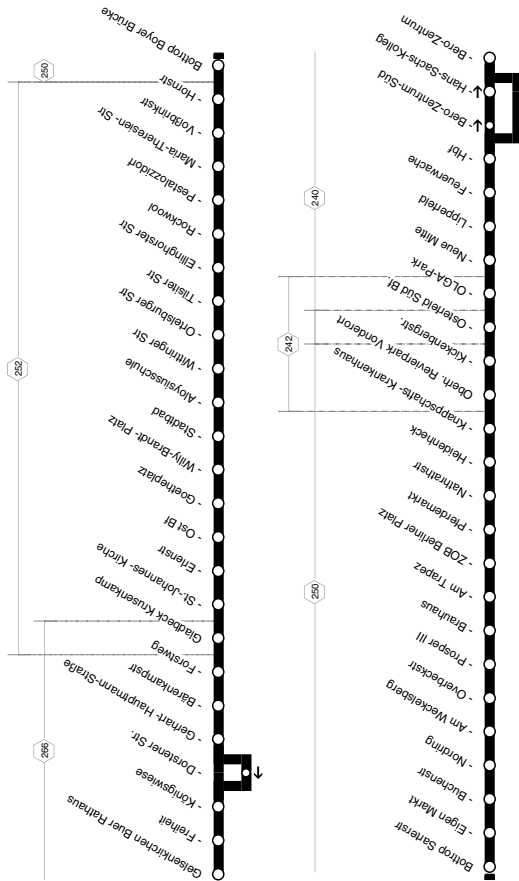 266
252
250
- Gelsenkirchen Buer Rathaus
- Freiheit
- Königswiese
- Dorstener Str.
- Gerhart- Hauptmann-Straße
- Bärenkampstr
- Forstweg
- Gladbeck Krusenkamp
- St.-Johannes- Kirche
- Erlenstr
- Ost Bf
- Goetheplatz
- Willy-Brandt- Platz
- Stadtbad
- Aloysiusschule
- Wittringer Str
- Ortelsburger Str
- Tilsiter Str
- Ellinghorster Str
- Rockwool
- Pestalozzidorf
- Maria-Theresien- Str
- Voßbrinkstr
- Hornstr
- Bottrop Boyer Brücke
250
242
240
- Bottrop Sarterstr
- Eigen Markt
- Buchenstr
- Nordring
- Am Weckelsberg
- Overbeckstr
- Prosper III
- Brauhaus
- Am Trapez
- ZOB Berliner Platz
- Pferdemarkt
- Nathrathstr
- Heidenheck
- Knappschafts- Krankenhaus
- Oberh. Revierpark Vonderort
- Kickenbergstr.
- Osterfeld Süd Bf
- OLGA-Park
- Neue Mitte
- Lipperfeld
- Feuerwache
- Hbf
- Bero-Zentrum-Süd
- Hans-Sachs-Kolleg
- Bero-Zentrum